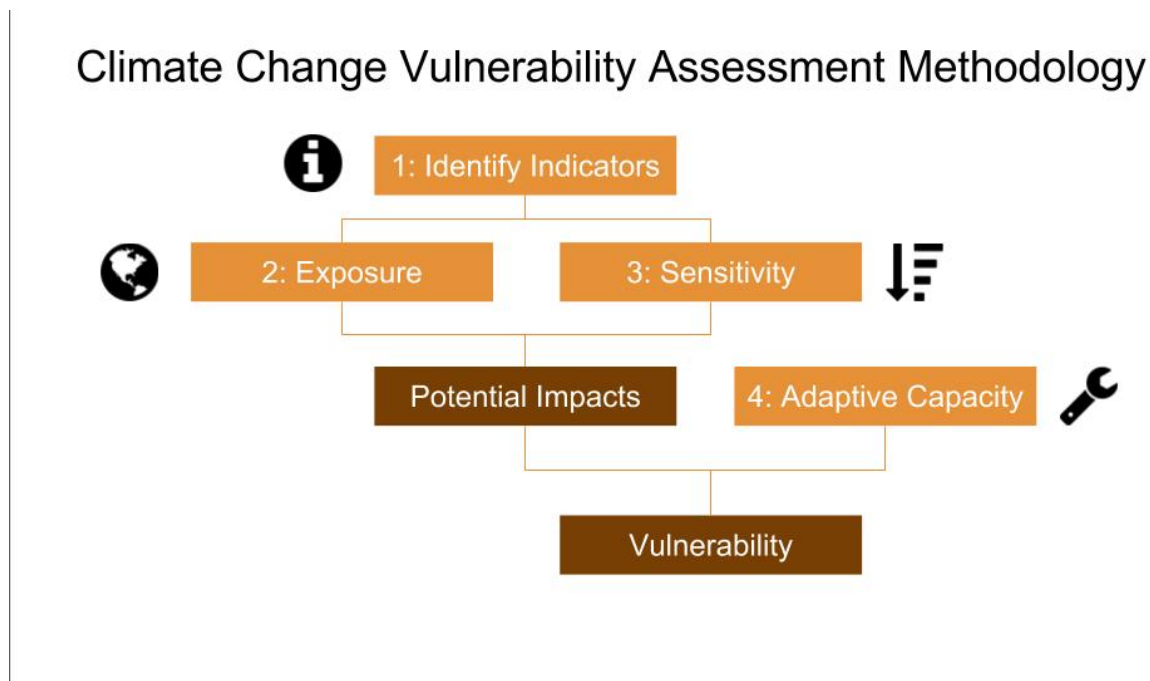 Climate Change Vulnerability Assessment Methodology
1: Identify Indicators
2: Exposure
3: Sensitivity
Potential Impacts
4: Adaptive Capacity
Vulnerability